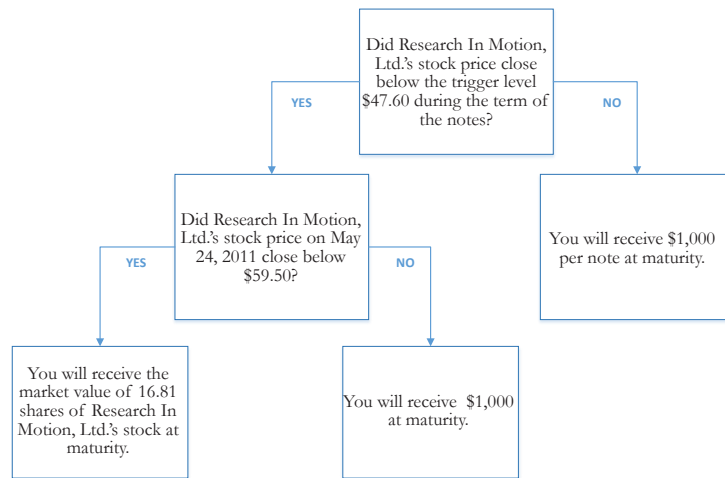 Did Research In Motion,
Ltd.'s stock price close
below the trigger level
$47.60 during the term of
the notes?
YES
NO
Did Research In Motion,
Ltd.'s stock price on May
24, 2011 close below
$59.50?
You will receive $1,000
per note at maturity.
YES
NO
You will receive the
market value of 16.81
shares of Research In
Motion, Ltd.'s stock at
maturity.
You will receive $1,000
at maturity.